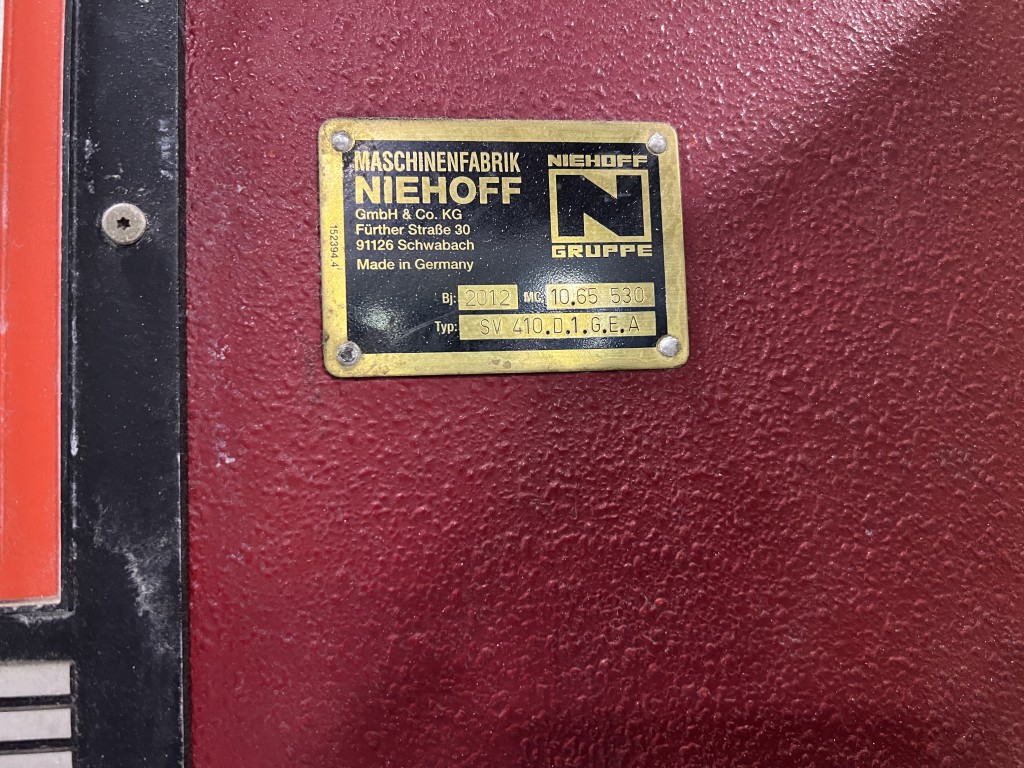 MASCHINENFABRIK
NIEHOFF
GmbH & Co. KG
Fürther Straße 30
91126 Schwabach
Made in Germany
NIEHOFF
N
GRUPPE
152394.4
Bj: 2012 MC 10.65 530
Typ: SV 410.D.1.G.E.A